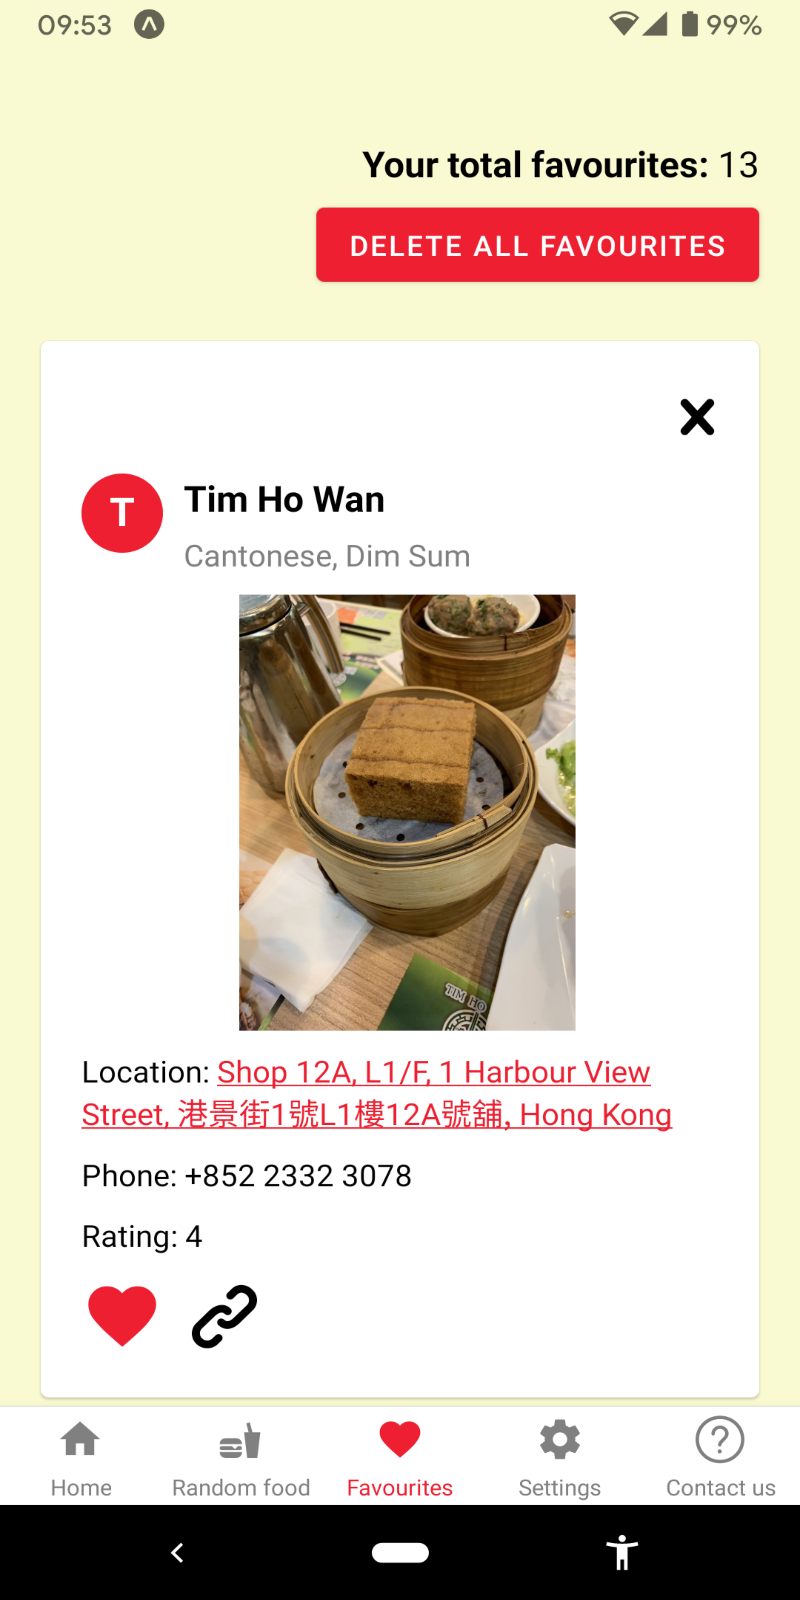 09:53 99%
Your total favourites: 13
DELETE ALL FAVOURITES
T
Tim Ho Wan
Cantonese, Dim Sum
TIM HO
Location: Shop 12A, L1/F, 1 Harbour View
Street, 港景街1號L1樓12A號舖, Hong Kong
Phone: +852 2332 3078
Rating: 4
Home Random food Favourites Settings Contact us